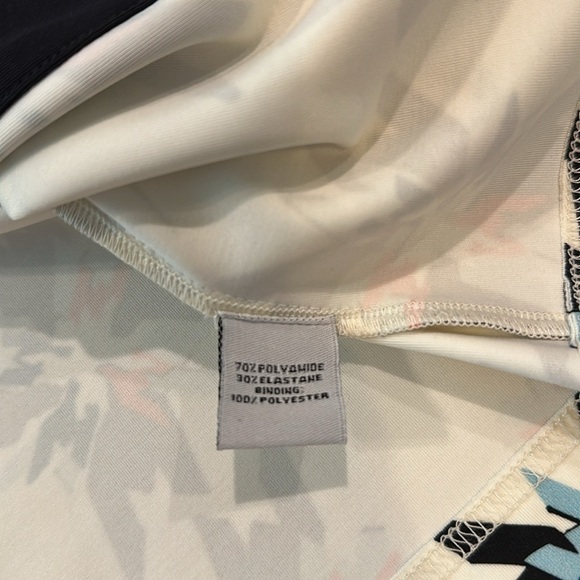 70% POLYAMIDE
30% ELASTANE
BINDING:
100% POLYESTER